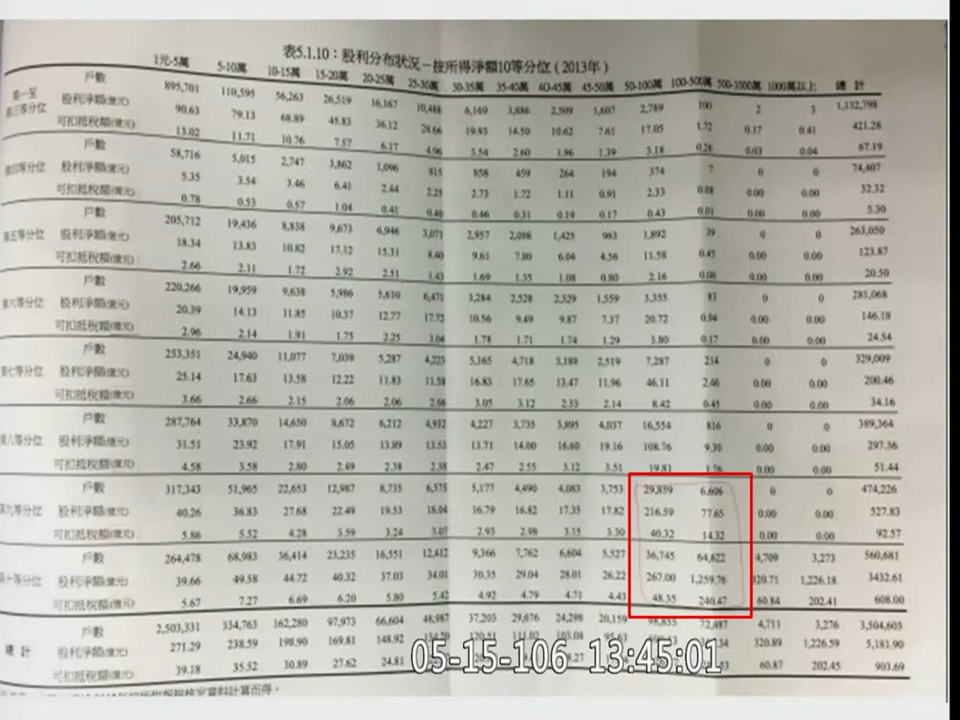 表5.1.10：股利分布狀況－按所得淨額10等分位（2013年）
1元-5萬 5-10萬 10-15萬 15-20萬 20-25萬 25-30萬 30-35萬 35-40萬 40-45萬 45-50萬 50-100萬 100-500萬 500-1000萬 1000萬以上 總計
第一至第三等分位 戶數 895,701 110,595 56,263 26,519 16,167 10,488 6,169 3,886 2,509 1,607 2,789 100 2 3 1,132,798
股利淨額(億元) 90.63 79.13 68.89 45.83 36.12 28.66 19.93 14.50 10.62 7.61 17.05 1.72 0.17 0.41 421.28
可扣抵稅額(億元) 13.02 11.71 10.76 7.57 6.17 4.96 3.54 2.60 1.96 1.39 3.18 0.26 0.03 0.04 67.19
第四等分位 戶數 58,716 5,015 2,747 3,862 1,096 815 858 459 264 194 374 7 0 0 74,407
股利淨額(億元) 5.35 3.54 3.46 6.41 2.44 2.25 2.73 1.72 1.11 0.91 2.33 0.08 0.00 0.00 32.32
可扣抵稅額(億元) 0.78 0.53 0.57 1.04 0.41 0.40 0.46 0.31 0.19 0.17 0.43 0.01 0.00 0.00 5.30
第五等分位 戶數 205,712 19,436 8,838 9,673 6,946 3,071 2,957 2,098 1,425 963 1,892 39 0 0 263,050
股利淨額(億元) 18.34 13.83 10.82 17.12 15.31 8.40 9.61 7.80 6.04 4.56 11.58 0.45 0.00 0.00 123.87
可扣抵稅額(億元) 2.66 2.11 1.72 2.92 2.51 1.43 1.69 1.35 1.08 0.80 2.16 0.08 0.00 0.00 20.50
第六等分位 戶數 220,266 19,959 9,638 5,986 5,610 6,471 3,284 2,528 2,329 1,559 3,355 83 0 0 281,068
股利淨額(億元) 20.39 14.13 11.85 10.37 12.77 17.72 10.56 9.49 9.87 7.37 20.72 0.94 0.00 0.00 146.18
可扣抵稅額(億元) 2.96 2.14 1.91 1.75 2.25 3.04 1.78 1.71 1.74 1.29 3.80 0.17 0.00 0.00 24.54
第七等分位 戶數 253,351 24,940 11,077 7,039 5,287 4,223 5,165 4,718 3,189 2,519 7,287 214 0 0 329,009
股利淨額(億元) 25.14 17.63 13.58 12.22 11.83 11.58 16.83 17.65 13.47 11.96 46.11 2.46 0.00 0.00 200.46
可扣抵稅額(億元) 3.66 2.66 2.15 2.06 2.06 2.04 3.05 3.12 2.33 2.14 8.42 0.45 0.00 0.00 34.16
第八等分位 戶數 287,764 33,870 14,650 8,672 6,212 4,932 4,227 3,735 3,895 4,037 16,554 816 0 0 389,364
股利淨額(億元) 31.51 23.92 17.91 15.05 13.89 13.53 13.71 14.00 16.60 19.16 108.76 9.30 0.00 0.00 297.36
可扣抵稅額(億元) 4.58 3.58 2.80 2.49 2.38 2.38 2.47 2.55 3.12 3.51 19.81 1.76 0.00 0.00 51.44
第九等分位 戶數 317,343 51,965 22,653 12,987 8,735 6,575 5,177 4,490 4,083 3,753 29,859 6,606 0 0 474,226
股利淨額(億元) 40.26 36.83 27.68 22.49 19.53 18.04 16.79 16.82 17.35 17.82 216.59 77.65 0.00 0.00 527.83
可扣抵稅額(億元) 5.86 5.52 4.28 3.59 3.24 3.07 2.93 2.98 3.15 3.30 40.32 14.32 0.00 0.00 92.57
第十等分位 戶數 264,478 68,983 36,414 23,235 16,551 12,412 9,366 7,762 6,604 5,527 36,745 64,622 4,709 3,273 560,681
股利淨額(億元) 39.66 49.58 44.72 40.32 37.03 34.01 30.35 29.04 28.01 26.22 267.00 1,259.76 320.71 1,226.18 3432.61
可扣抵稅額(億元) 5.67 7.27 6.69 6.20 5.80 5.42 4.92 4.79 4.71 4.43 48.35 240.47 60.84 202.41 608.00
總計 戶數 2,503,331 334,763 162,280 97,973 66,604 48,987 37,203 29,676 24,298 20,159 98,855 72,487 4,711 3,276 3,504,603
股利淨額(億元) 271.29 238.59 198.90 169.81 148.92 320.89 1,226.59 5,181.90
可扣抵稅額(億元) 39.18 35.52 30.89 27.62 24.81 60.87 202.45 903.69
05-15-106 13:45:01